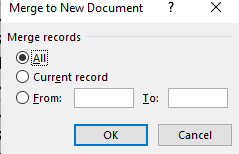 Merge to New Document ? ×
Merge records
All
Current record
From: To:
OK Cancel